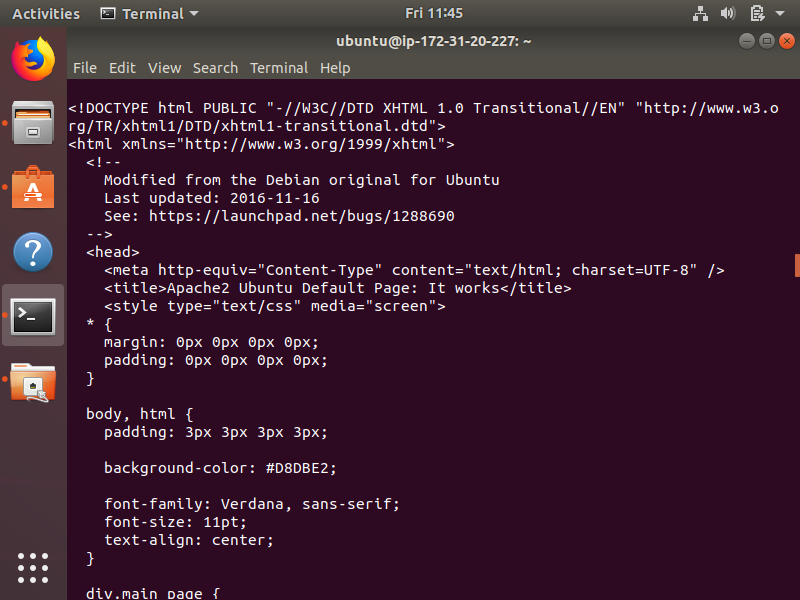 Activities Terminal Fri 11:45
ubuntu@ip-172-31-20-227: ~
File Edit View Search Terminal Help
<!DOCTYPE html PUBLIC "-//W3C//DTD XHTML 1.0 Transitional//EN" "http://www.w3.o
rg/TR/xhtml1/DTD/xhtml1-transitional.dtd">
<html xmlns="http://www.w3.org/1999/xhtml">
  <!--
    Modified from the Debian original for Ubuntu
    Last updated: 2016-11-16
    See: https://launchpad.net/bugs/1288690
  -->
  <head>
    <meta http-equiv="Content-Type" content="text/html; charset=UTF-8" />
    <title>Apache2 Ubuntu Default Page: It works</title>
    <style type="text/css" media="screen">
  * {
    margin: 0px 0px 0px 0px;
    padding: 0px 0px 0px 0px;
  }
  body, html {
    padding: 3px 3px 3px 3px;
    background-color: #D8DBE2;
    font-family: Verdana, sans-serif;
    font-size: 11pt;
    text-align: center;
  }
  div.main_page {